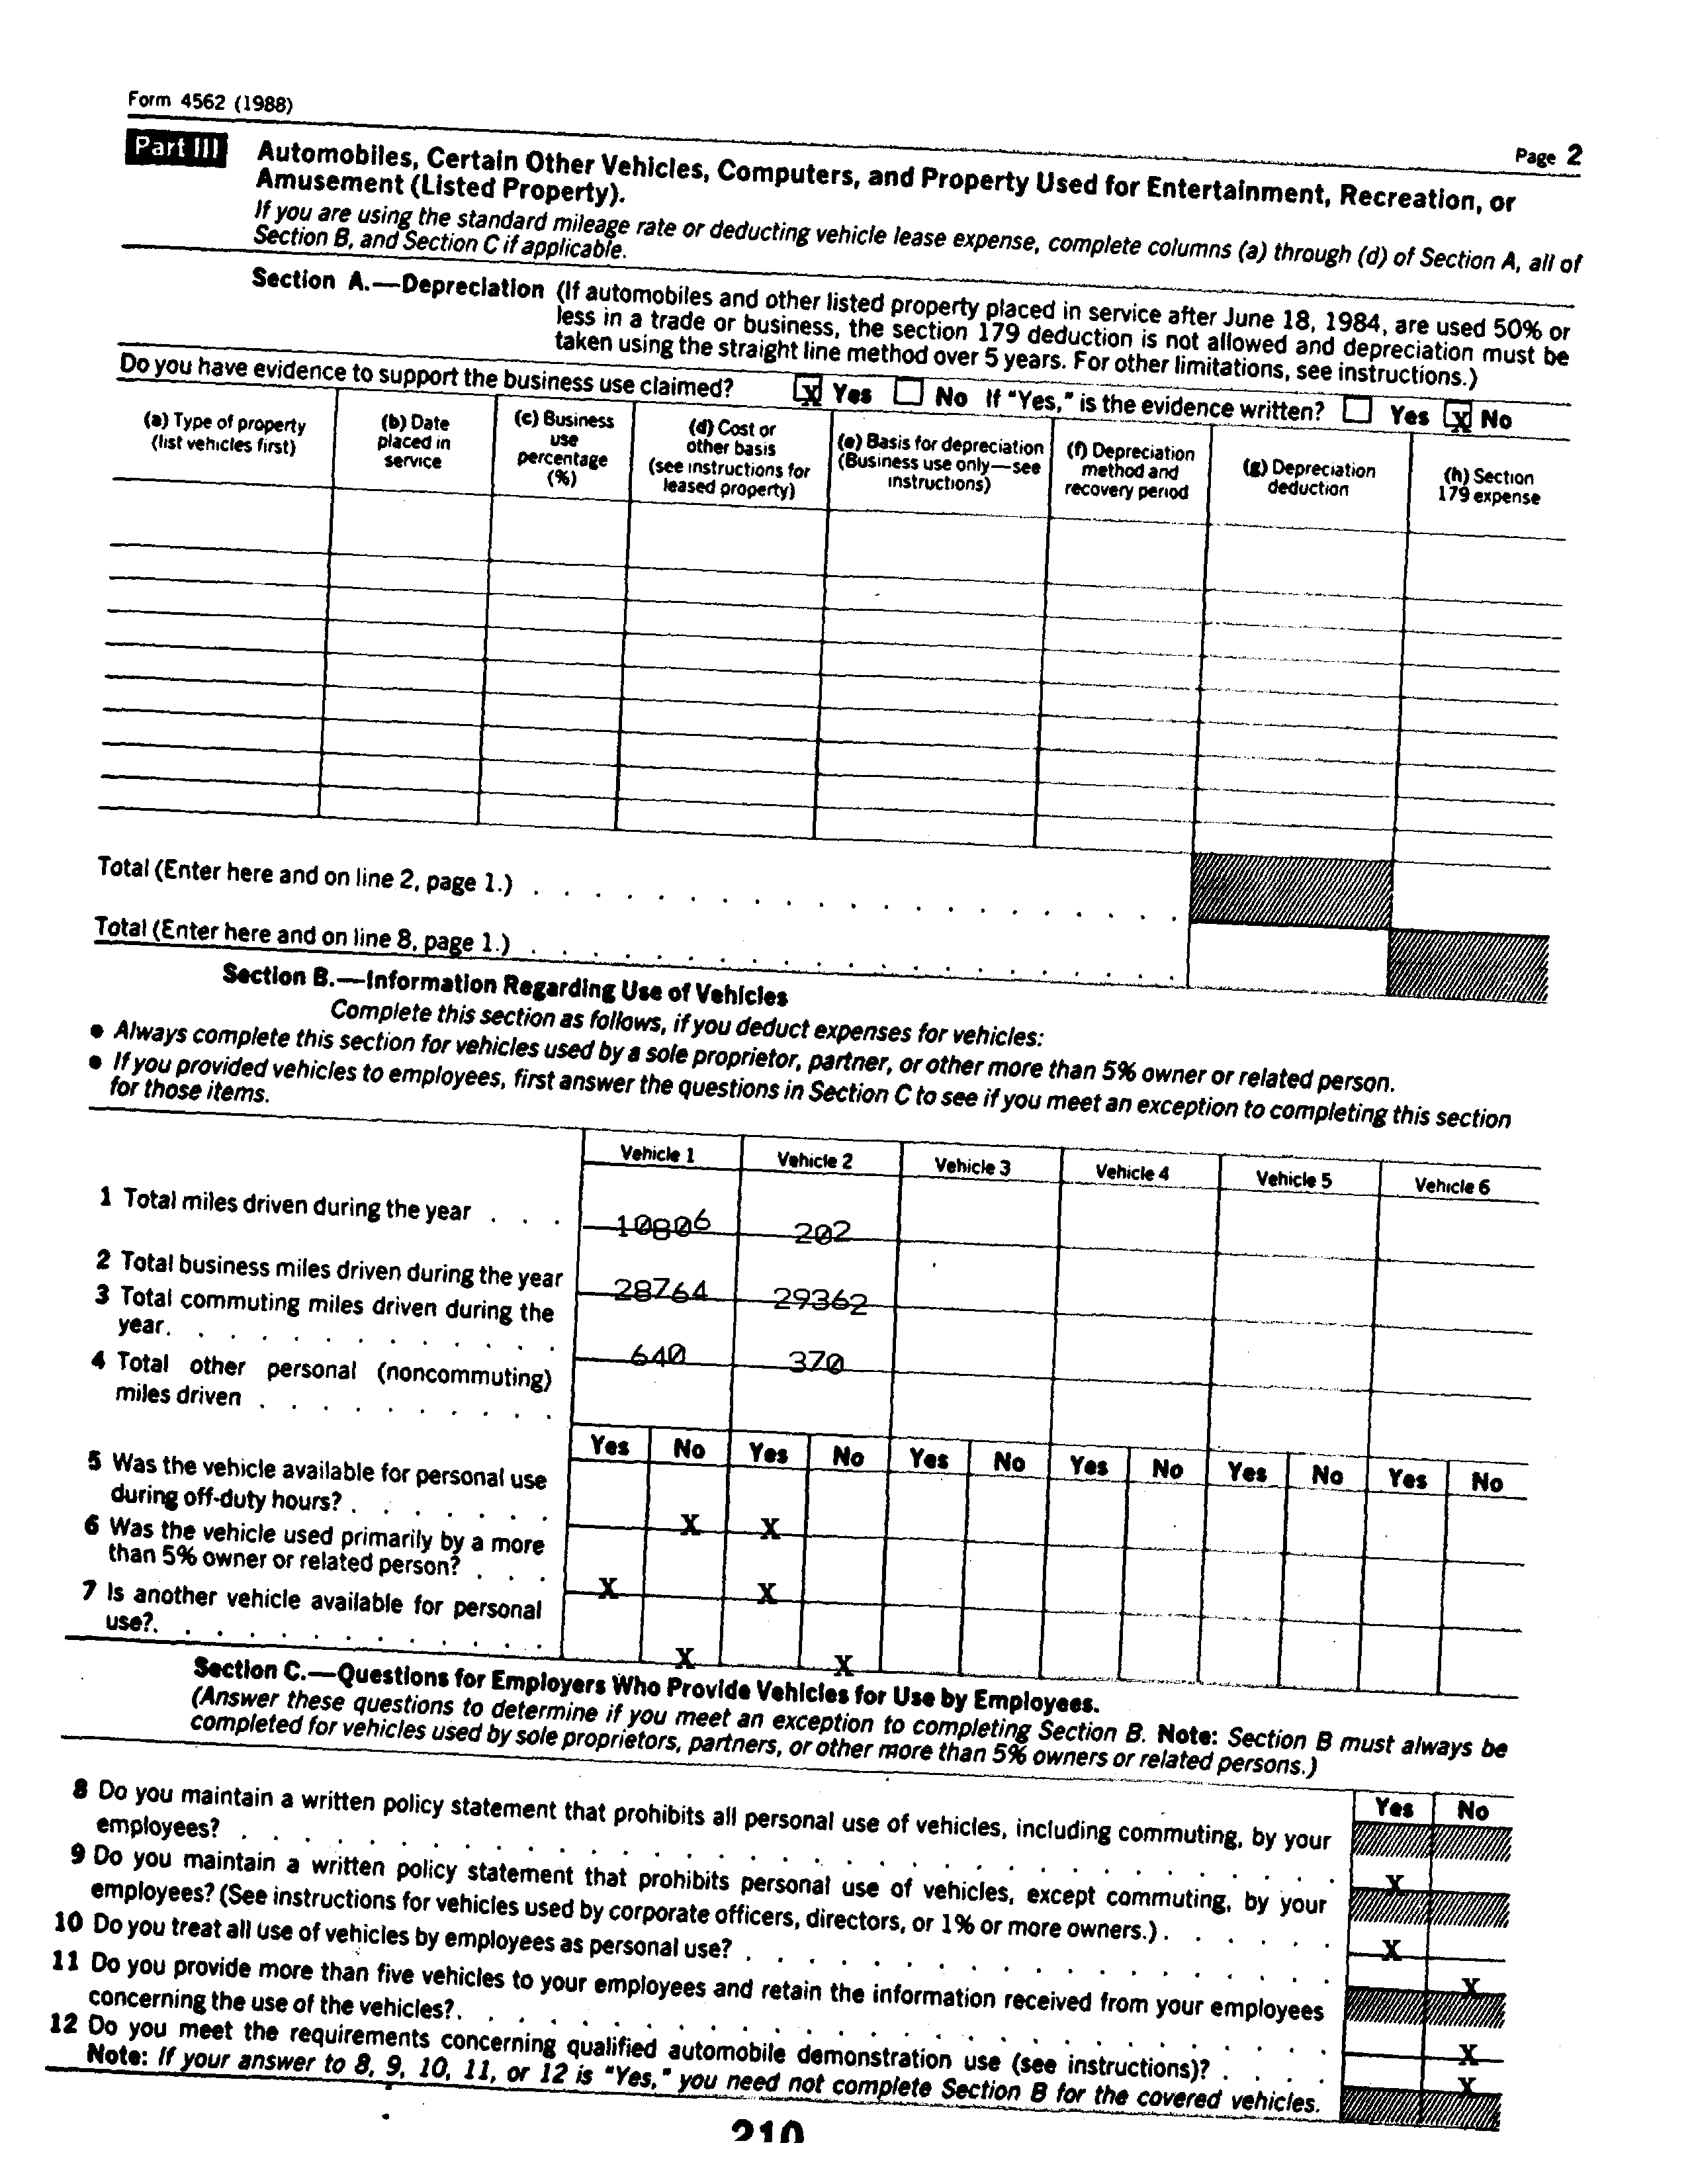 Form 4562 (1988)
Page 2
Part III Automobiles, Certain Other Vehicles, Computers, and Property Used for Entertainment, Recreation, or
Amusement (Listed Property).
If you are using the standard mileage rate or deducting vehicle lease expense, complete columns (a) through (d) of Section A, all of
Section B, and Section C if applicable.
Section A.—Depreciation (If automobiles and other listed property placed in service after June 18, 1984, are used 50% or
less in a trade or business, the section 179 deduction is not allowed and depreciation must be
taken using the straight line method over 5 years. For other limitations, see instructions.)
Do you have evidence to support the business use claimed? X Yes No If "Yes," is the evidence written? Yes X No
(a) Type of property
(list vehicles first)
(b) Date
placed in
service
(c) Business
use
percentage
(%)
(d) Cost or
other basis
(see instructions for
leased property)
(e) Basis for depreciation
(Business use only—see
instructions)
(f) Depreciation
method and
recovery period
(g) Depreciation
deduction
(h) Section
179 expense
Total (Enter here and on line 2, page 1.) . . . . . . . . . . . . . . . . . . . . .
Total (Enter here and on line 8, page 1.) . . . . . . . . . . . . . . . . . . . . .
Section B.—Information Regarding Use of Vehicles
Complete this section as follows, if you deduct expenses for vehicles:
● Always complete this section for vehicles used by a sole proprietor, partner, or other more than 5% owner or related person.
● If you provided vehicles to employees, first answer the questions in Section C to see if you meet an exception to completing this section
for those items.
Vehicle 1 Vehicle 2 Vehicle 3 Vehicle 4 Vehicle 5 Vehicle 6
1 Total miles driven during the year . . . 10806 202
2 Total business miles driven during the year 28764 29362
3 Total commuting miles driven during the
year. . . . . . . . . . . . . 640 370
4 Total other personal (noncommuting)
miles driven . . . . . . . . . .
Yes No Yes No Yes No Yes No Yes No Yes No
5 Was the vehicle available for personal use
during off-duty hours? . . . . . . . X X
6 Was the vehicle used primarily by a more
than 5% owner or related person? . . . X X
7 Is another vehicle available for personal
use?. . . . . . . . . . . . . X X
Section C.—Questions for Employers Who Provide Vehicles for Use by Employees.
(Answer these questions to determine if you meet an exception to completing Section B. Note: Section B must always be
completed for vehicles used by sole proprietors, partners, or other more than 5% owners or related persons.)
Yes No
8 Do you maintain a written policy statement that prohibits all personal use of vehicles, including commuting, by your
employees? . . . . . . . . . . . . . . . . . . . . . . . . . . . . . . . . . . . X
9 Do you maintain a written policy statement that prohibits personal use of vehicles, except commuting, by your
employees? (See instructions for vehicles used by corporate officers, directors, or 1% or more owners.) . . . . . . X
10 Do you treat all use of vehicles by employees as personal use? . . . . . . . . . . . . . . . . . . . X
11 Do you provide more than five vehicles to your employees and retain the information received from your employees
concerning the use of the vehicles?. . . . . . . . . . . . . . . . . . . . . . . . . . . . X
12 Do you meet the requirements concerning qualified automobile demonstration use (see instructions)? . . . . X
Note: If your answer to 8, 9, 10, 11, or 12 is "Yes," you need not complete Section B for the covered vehicles.
210